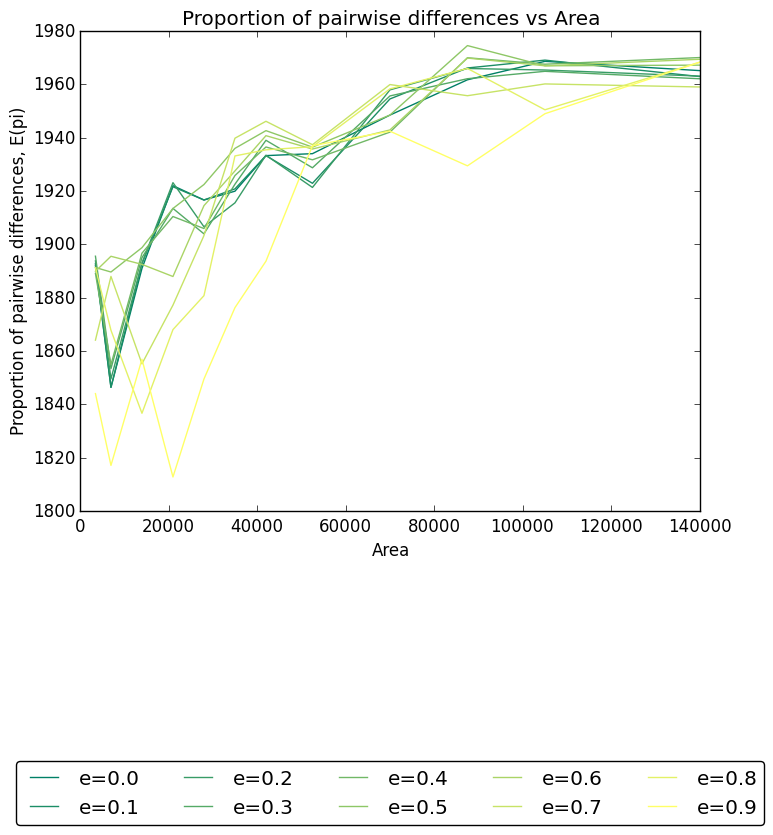 Proportion of pairwise differences vs Area
Proportion of pairwise differences, E(pi)
1980
1960
1940
1920
1900
1880
1860
1840
1820
1800
0 20000 40000 60000 80000 100000 120000 140000
Area
e=0.0 e=0.2 e=0.4 e=0.6 e=0.8
e=0.1 e=0.3 e=0.5 e=0.7 e=0.9